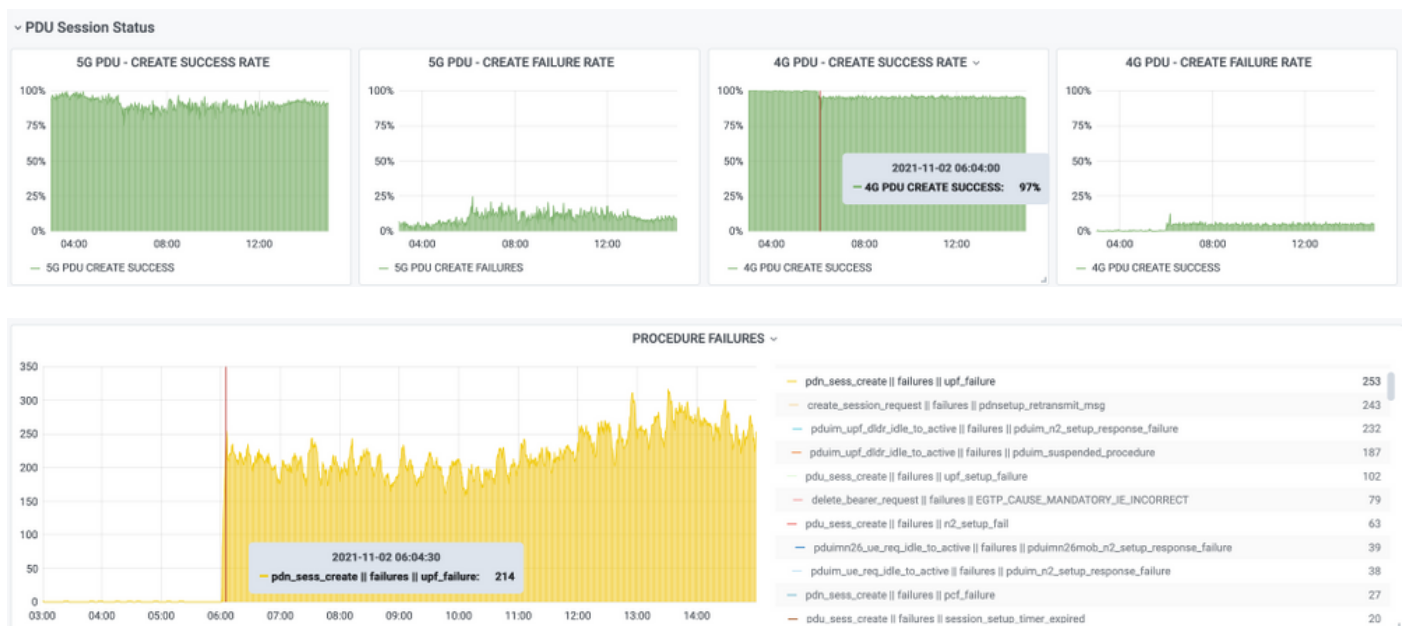 PDU Session Status
5G PDU - CREATE SUCCESS RATE
100%
75%
50%
25%
0%
04:00 08:00 12:00
5G PDU CREATE SUCCESS
5G PDU - CREATE FAILURE RATE
100%
75%
50%
25%
0%
04:00 08:00 12:00
5G PDU CREATE FAILURES
4G PDU - CREATE SUCCESS RATE
100%
75%
50%
25%
0%
04:00 08:00 12:00
2021-11-02 06:04:00
4G PDU CREATE SUCCESS: 97%
4G PDU CREATE SUCCESS
4G PDU - CREATE FAILURE RATE
100%
75%
50%
25%
0%
04:00 08:00 12:00
4G PDU CREATE SUCCESS
PROCEDURE FAILURES
350
300
250
200
150
100
50
0
03:00 04:00 05:00 06:00 07:00 08:00 09:00 10:00 11:00 12:00 13:00 14:00
2021-11-02 06:04:30
pdn_sess_create || failures || upf_failure: 214
pdn_sess_create || failures || upf_failure 253
create_session_request || failures || pdnsetup_retransmit_msg 243
pduim_upf_dldr_idle_to_active || failures || pduim_n2_setup_response_failure 232
pduim_upf_dldr_idle_to_active || failures || pduim_suspended_procedure 187
pdu_sess_create || failures || upf_setup_failure 102
delete_bearer_request || failures || EGTP_CAUSE_MANDATORY_IE_INCORRECT 79
pdu_sess_create || failures || n2_setup_fail 63
pduimn26_ue_req_idle_to_active || failures || pduimn26mob_n2_setup_response_failure 39
pduim_ue_req_idle_to_active || failures || pduim_n2_setup_response_failure 38
pdn_sess_create || failures || pcf_failure 27
pdu_sess_create || failures || session_setup_timer_expired 20